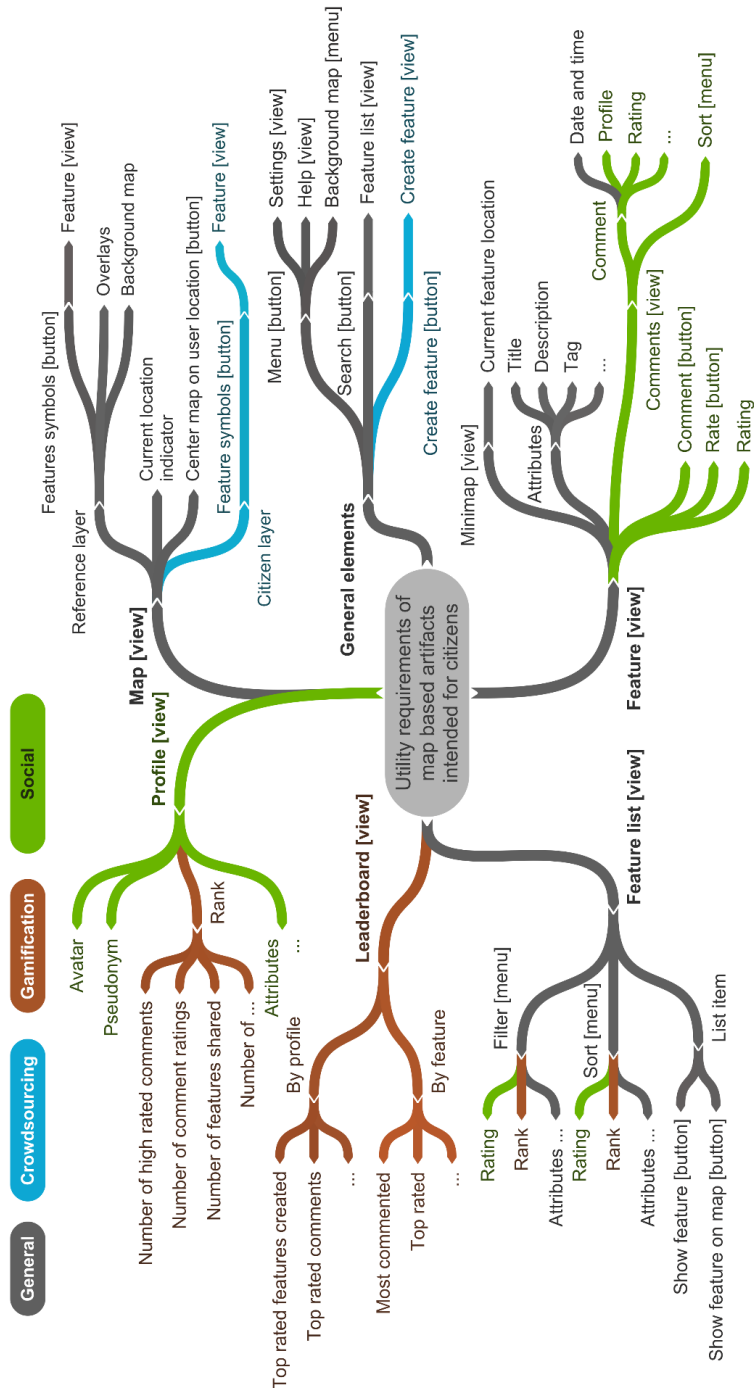 General
Crowdsourcing
Gamification
Social
Avatar
Pseudonym
Number of high rated comments
Number of comment ratings
Number of features shared
Number of ...
Rank
Attributes
...
Profile [view]
Map [view]
Reference layer
Features symbols [button]
Feature [view]
Overlays
Background map
Current location
indicator
Center map on user location [button]
Citizen layer
Feature symbols [button]
Feature [view]
Top rated features created
Top rated comments
...
By profile
Most commented
Top rated
...
By feature
Leaderboard [view]
Utility requirements of
map based artifacts
intended for citizens
General elements
Menu [button]
Settings [view]
Help [view]
Background map [menu]
Search [button]
Feature list [view]
Create feature [button]
Create feature [view]
Rating
Rank
Attributes ...
Filter [menu]
Rating
Rank
Attributes ...
Sort [menu]
Show feature [button]
Show feature on map [button]
List item
Feature list [view]
Feature [view]
Minimap [view]
Current feature location
Attributes
Title
Description
Tag
...
Comments [view]
Comment
Date and time
Profile
Rating
...
Sort [menu]
Comment [button]
Rate [button]
Rating